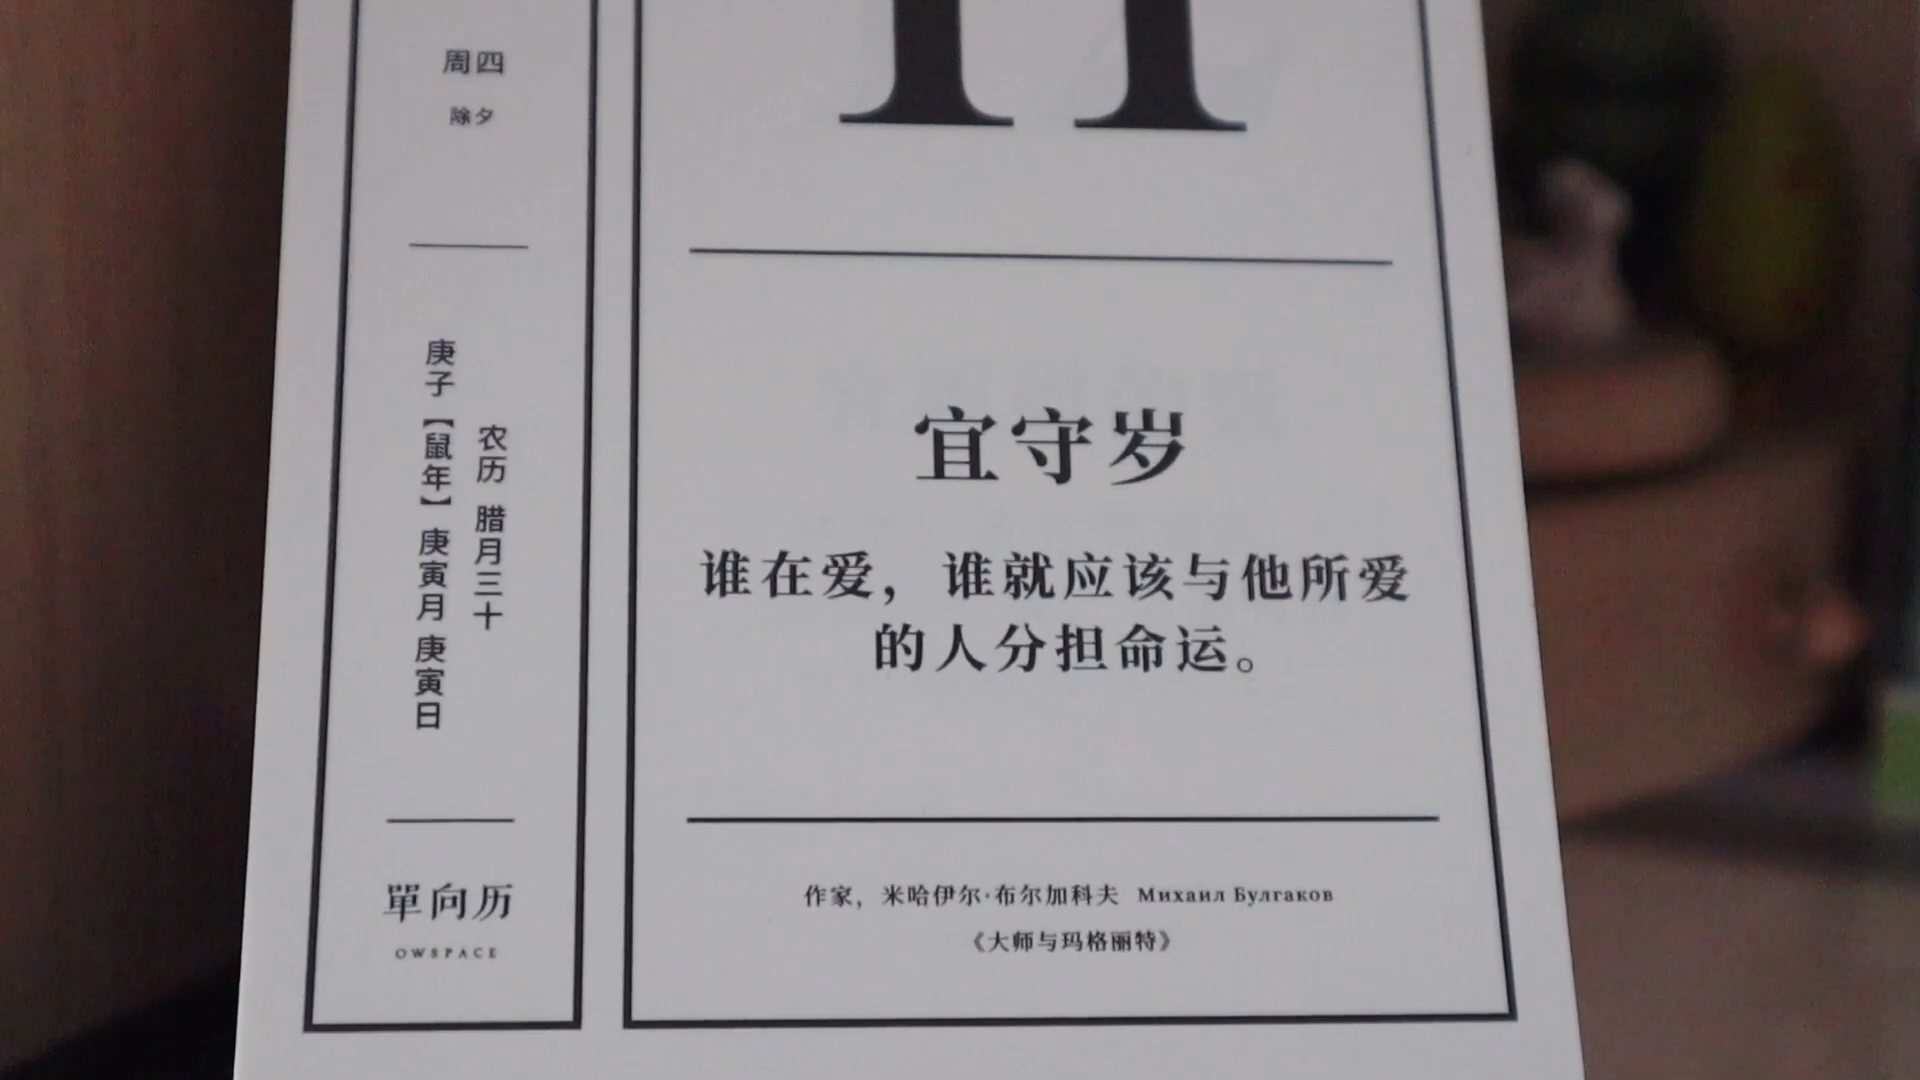 周四
除夕
农历 腊月三十
庚子【鼠年】庚寅月 庚寅日
單向历
OWSPACE
11
宜守岁
谁在爱，谁就应该与他所爱
的人分担命运。
作家，米哈伊尔·布尔加科夫 Михаил Булгаков
《大师与玛格丽特》